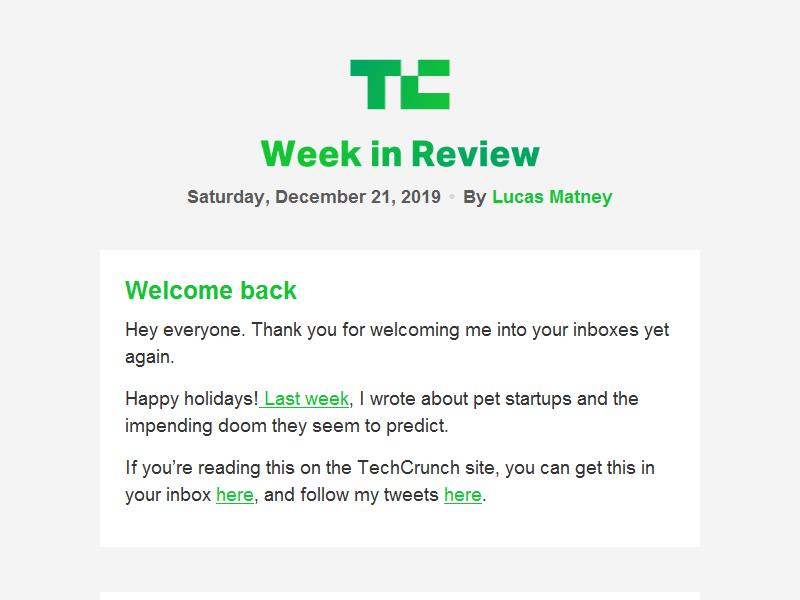 TC
Week in Review
Saturday, December 21, 2019 • By Lucas Matney
Welcome back
Hey everyone. Thank you for welcoming me into your inboxes yet
again.
Happy holidays! Last week, I wrote about pet startups and the
impending doom they seem to predict.
If you’re reading this on the TechCrunch site, you can get this in
your inbox here, and follow my tweets here.